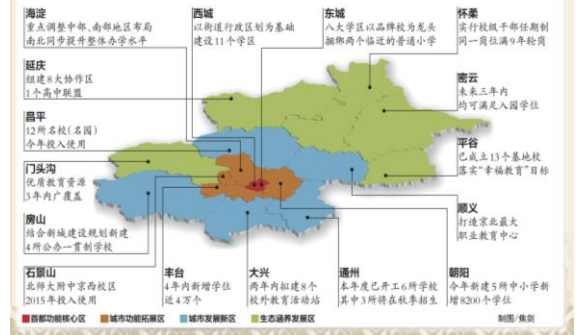 海淀
重点调整中部、南部地区布局
南北同步提升整体办学水平
西城
以街道行政区划为基础
建设11个学区
东城
八大学区以品牌校为龙头
捆绑两个临近的普通小学
怀柔
实行校级干部任期制
同一岗位满9年轮岗
延庆
组建8大协作区
1个高中联盟
密云
未来三年内
均可满足入园学位
昌平
12所名校(名园)
今年投入使用
平谷
已成立13个基地校
落实“幸福教育”目标
门头沟
优质教育资源
3年内广覆盖
顺义
打造京北最大
职业教育中心
房山
结合新城建设规划新建
4所公办一贯制学校
石景山
北师大附中京西校区
2015年投入使用
丰台
4年内新增学位
近4万个
大兴
两年内拟建8个
校外教育活动站
通州
本年度已开工6所学校
其中3所将在秋季招生
朝阳
今年新建5所中小学新
增8200个学位
首都功能核心区
城市功能拓展区
城市发展新区
生态涵养发展区
制图/焦剑